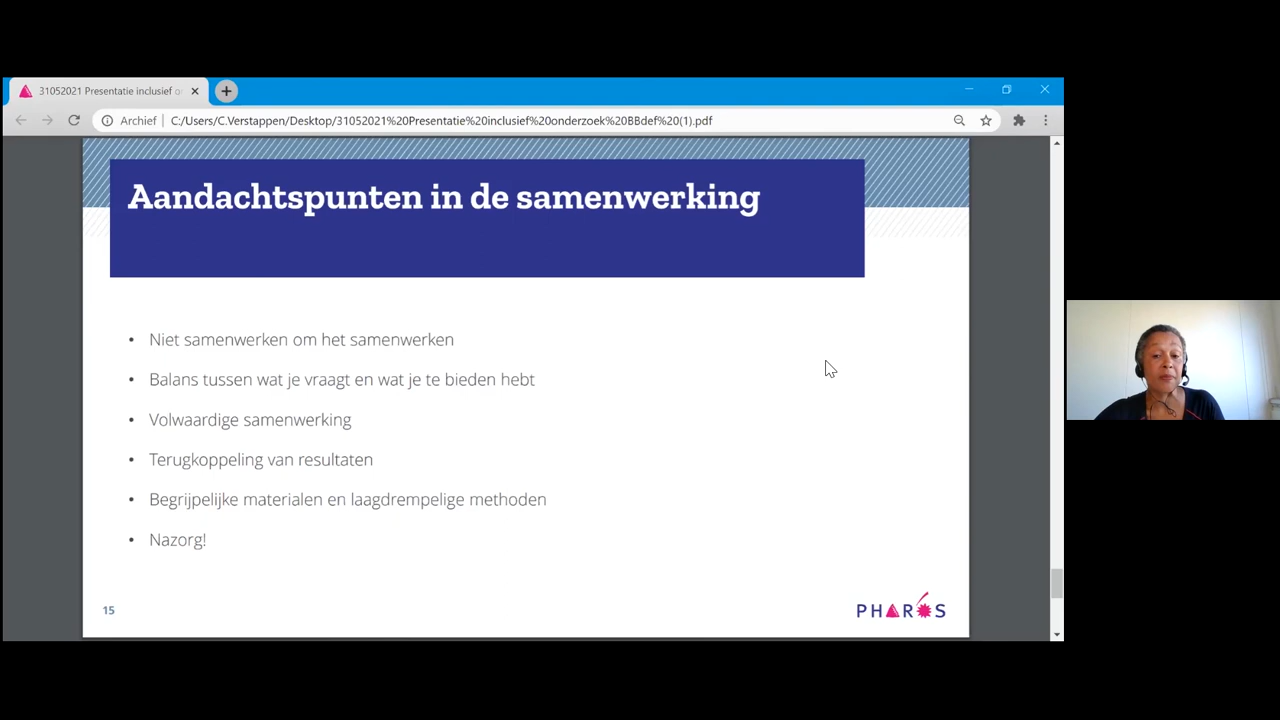 31052021 Presentatie inclusief o
Archief | C:/Users/C.Verstappen/Desktop/31052021%20Presentatie%20inclusief%20onderzoek%20BBdef%20(1).pdf
Aandachtspunten in de samenwerking
• Niet samenwerken om het samenwerken
• Balans tussen wat je vraagt en wat je te bieden hebt
• Volwaardige samenwerking
• Terugkoppeling van resultaten
• Begrijpelijke materialen en laagdrempelige methoden
• Nazorg!
15
PHAROS